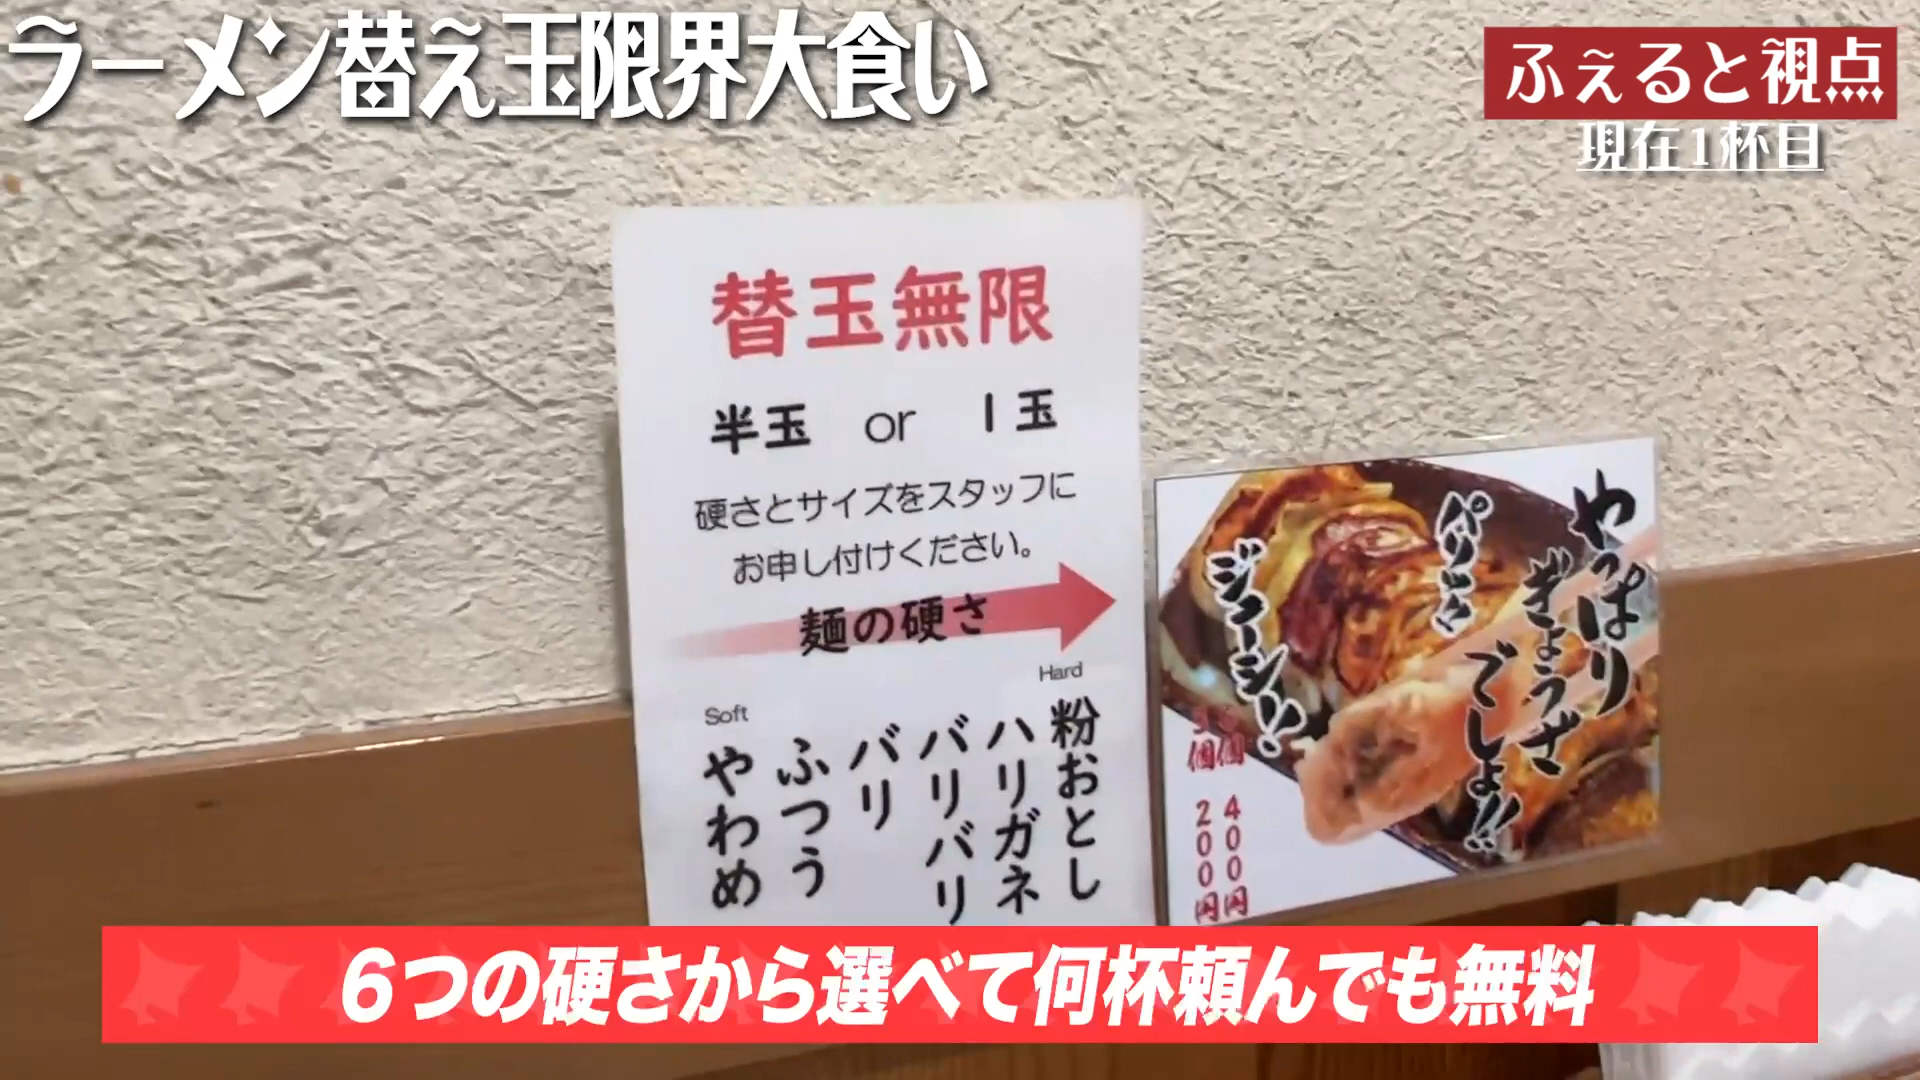 ラーメン替え玉限界大食い
ふぇると視点
現在1杯目
替玉無限
半玉 or 1玉
硬さとサイズをスタッフに
お申し付けください。
麺の硬さ
Hard
Soft
粉おとし
ハリガネ
バリバリ
バリ
ふつう
やわめ
やっぱり
ぎょうざ
でしょ!!
パリッ
ジューシー!!
400円
200円
6つの硬さから選べて何杯頼んでも無料